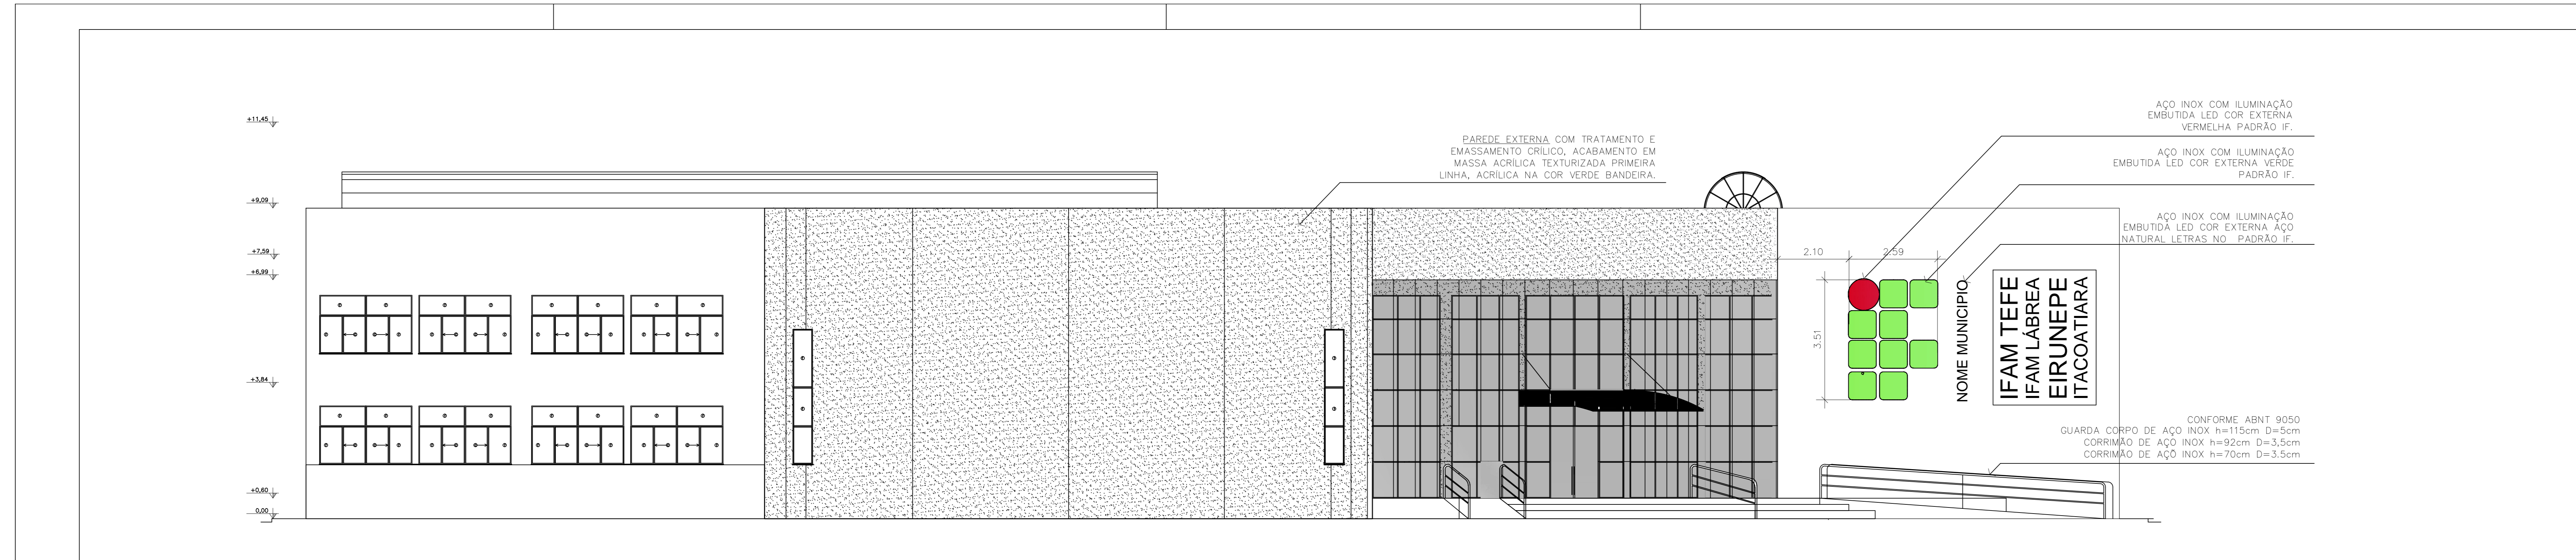 +11,45
+9,09
+7,59
+6,99
+3,84
+0,60
0,00
PAREDE EXTERNA COM TRATAMENTO E
EMASSAMENTO CRÍLICO, ACABAMENTO EM
MASSA ACRÍLICA TEXTURIZADA PRIMEIRA
LINHA, ACRÍLICA NA COR VERDE BANDEIRA.
AÇO INOX COM ILUMINAÇÃO
EMBUTIDA LED COR EXTERNA
VERMELHA PADRÃO IF.
AÇO INOX COM ILUMINAÇÃO
EMBUTIDA LED COR EXTERNA VERDE
PADRÃO IF.
AÇO INOX COM ILUMINAÇÃO
EMBUTIDA LED COR EXTERNA AÇO
NATURAL LETRAS NO PADRÃO IF.
2.10
2.59
3.51
NOME MUNICIPIO
IFAM TEFE
IFAM LÁBREA
EIRUNEPE
ITACOATIARA
CONFORME ABNT 9050
GUARDA CORPO DE AÇO INOX h=115cm D=5cm
CORRIMÃO DE AÇO INOX h=92cm D=3,5cm
CORRIMÃO DE AÇO INOX h=70cm D=3.5cm